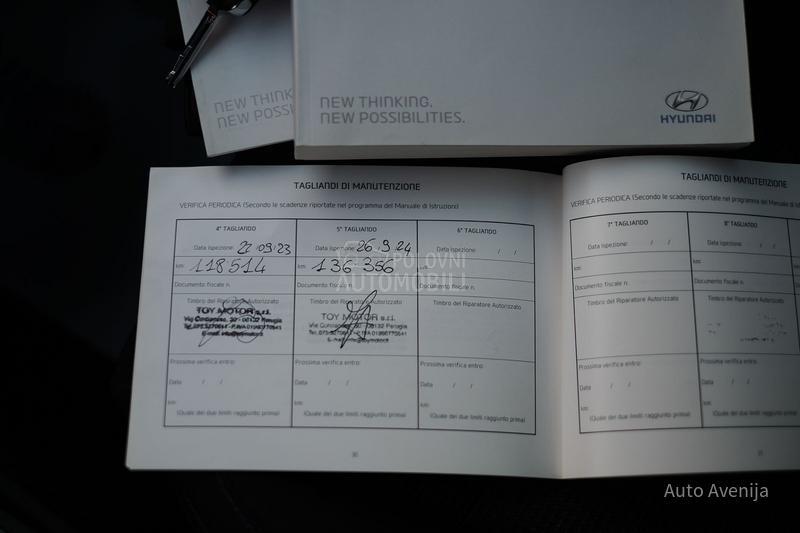 NEW THINK
NEW POSSIB
NEW THINKING.
NEW POSSIBILITIES.
HYUNDAI
TAGLIANDI DI MANUTENZIONE
VERIFICA PERIODICA (Secondo le scadenze riportate nel programma del Manuale di Istruzioni)
4° TAGLIANDO
Data ispezione: 22 09.23
km: 118514
Documento fiscale n.
Timbro del Riparatore Autorizzato
TOY MOTOR s.r.l.
Prossima verifica entro:
Data / /
km:
(Quale dei due limiti raggiunto prima)
5° TAGLIANDO
Data ispezione: 26.9.24
km: 136 356
Documento fiscale n.
Timbro del Riparatore Autorizzato
TOY MOTOR s.r.l.
06132 Perugia
Prossima verifica entro:
Data / /
km:
(Quale dei due limiti raggiunto prima)
6° TAGLIANDO
Data ispezione: / /
km:
Documento fiscale n.
Timbro del Riparatore Autorizzato
Prossima verifica entro:
Data / /
km:
(Quale dei due limiti raggiunto prima)
TAGLIANDI DI MANUTENZIONE
VERIFICA PERIODICA (Secondo le scadenze riportate nel programma del Manuale di Istruzioni)
7° TAGLIANDO
Data ispezione: / /
km:
Documento fiscale n.
Timbro del Riparatore Autorizzato
Prossima verifica entro:
Data / /
km:
(Quale dei due limiti raggiunto prima)
8° TAGLIANDO
Data ispezione: / /
km:
Documento fiscale n.
Timbro del Riparatore Autorizzato
Prossima verifica entro:
Data / /
km:
(Quale dei due limiti raggiunto prima)
POLOVNI
AUTOMOBILI
Auto Avenija